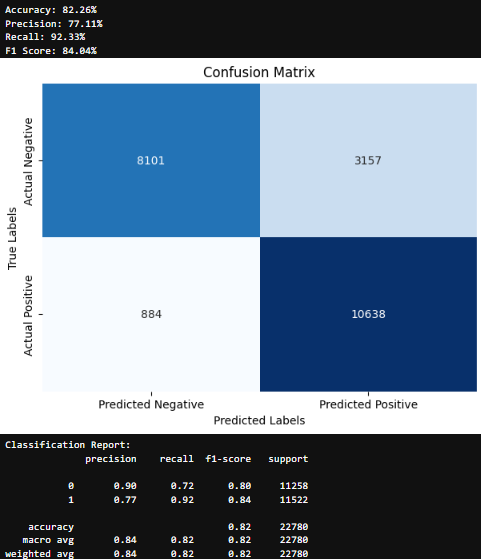 Accuracy: 82.26%
Precision: 77.11%
Recall: 92.33%
F1 Score: 84.04%
Confusion Matrix
True Labels
Actual Negative
8101 3157
Actual Positive
884 10638
Predicted Negative Predicted Positive
Predicted Labels
Classification Report:
precision recall f1-score support
0 0.90 0.72 0.80 11258
1 0.77 0.92 0.84 11522
accuracy 0.82 22780
macro avg 0.84 0.82 0.82 22780
weighted avg 0.84 0.82 0.82 22780